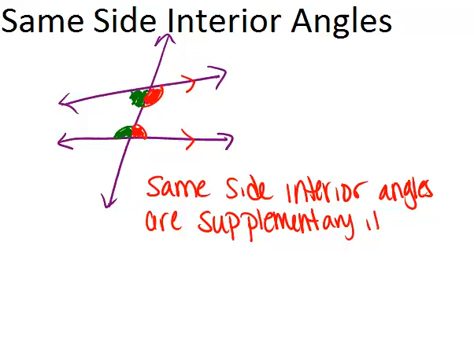 Same Side Interior Angles
Same side interior angles
are supplementary